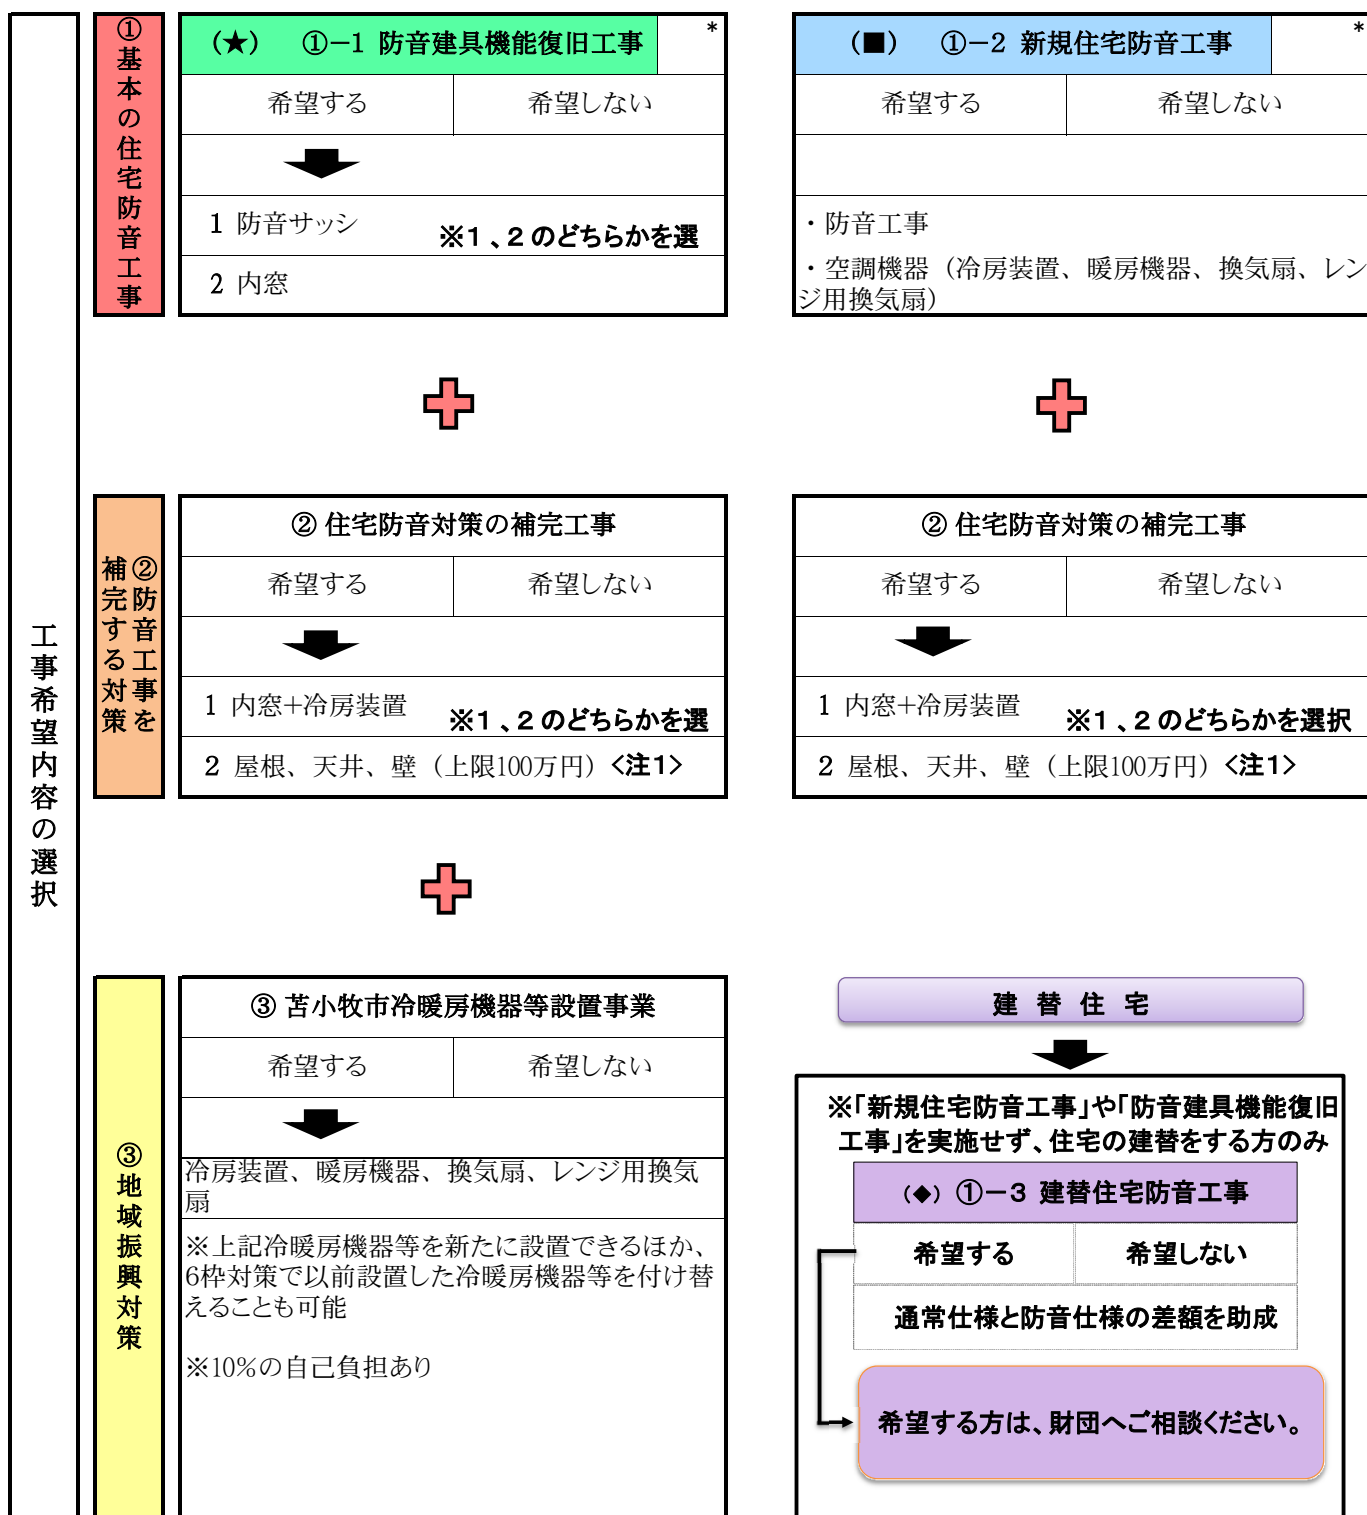 工事希望内容の選択
①基本の住宅防音工事
(★) ①－1 防音建具機能復旧工事
*
希望する 希望しない
1 防音サッシ ※1、2のどちらかを選
2 内窓
(■) ①－2 新規住宅防音工事
*
希望する 希望しない
・防音工事
・空調機器（冷房装置、暖房機器、換気扇、レン
ジ用換気扇）
②防音工事を
補完する対策
② 住宅防音対策の補完工事
希望する 希望しない
1 内窓+冷房装置 ※1、2のどちらかを選
2 屋根、天井、壁（上限100万円）<注1>
② 住宅防音対策の補完工事
希望する 希望しない
1 内窓+冷房装置 ※1、2のどちらかを選択
2 屋根、天井、壁（上限100万円）<注1>
③地域振興対策
③ 苫小牧市冷暖房機器等設置事業
希望する 希望しない
冷房装置、暖房機器、換気扇、レンジ用換気
扇
※上記冷暖房機器等を新たに設置できるほか、
6枠対策で以前設置した冷暖房機器等を付け替
えることも可能
※10%の自己負担あり
建 替 住 宅
※「新規住宅防音工事」や「防音建具機能復旧
工事」を実施せず、住宅の建替をする方のみ
(◆) ①－3 建替住宅防音工事
希望する 希望しない
通常仕様と防音仕様の差額を助成
希望する方は、財団へご相談ください。